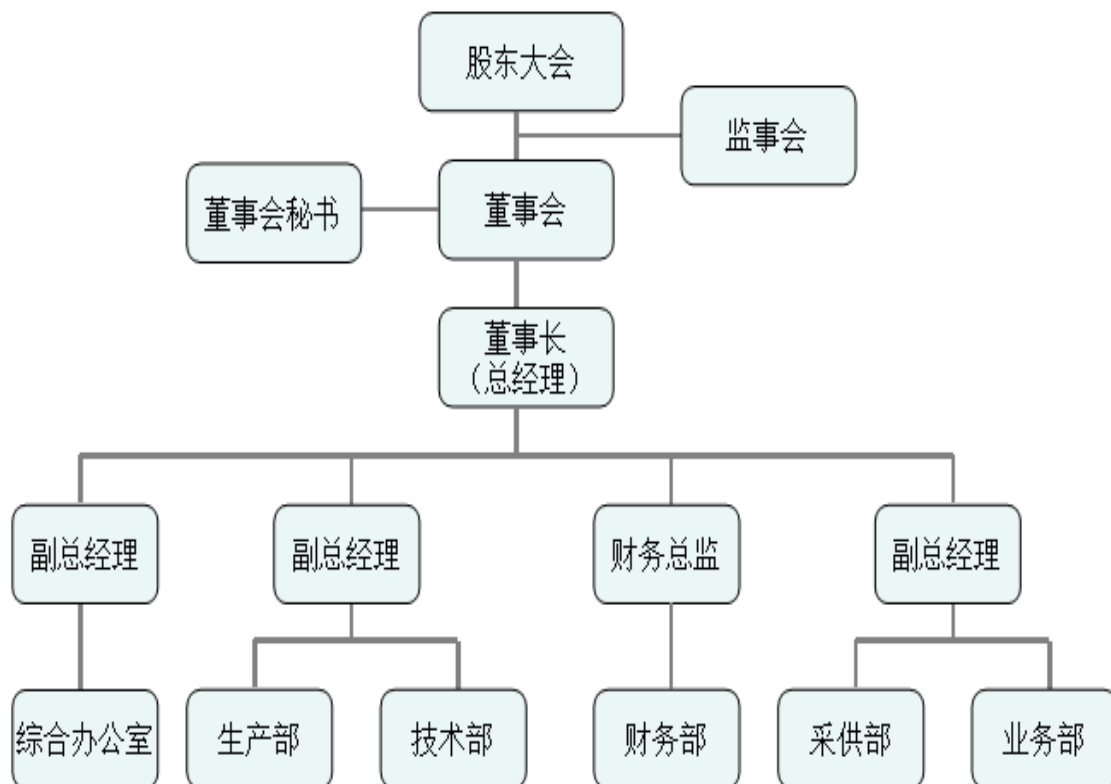 股东大会
监事会
董事会秘书
董事会
董事长
（总经理）
副总经理
副总经理
财务总监
副总经理
综合办公室
生产部
技术部
财务部
采供部
业务部